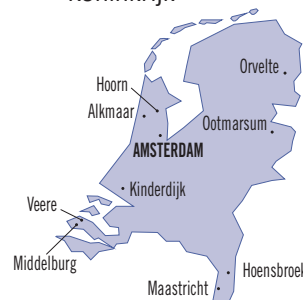 Orvelte
Hoorn
Alkmaar
Ootmarsum
AMSTERDAM
Kinderdijk
Veere
Middelburg
Hoensbroek
Maastricht